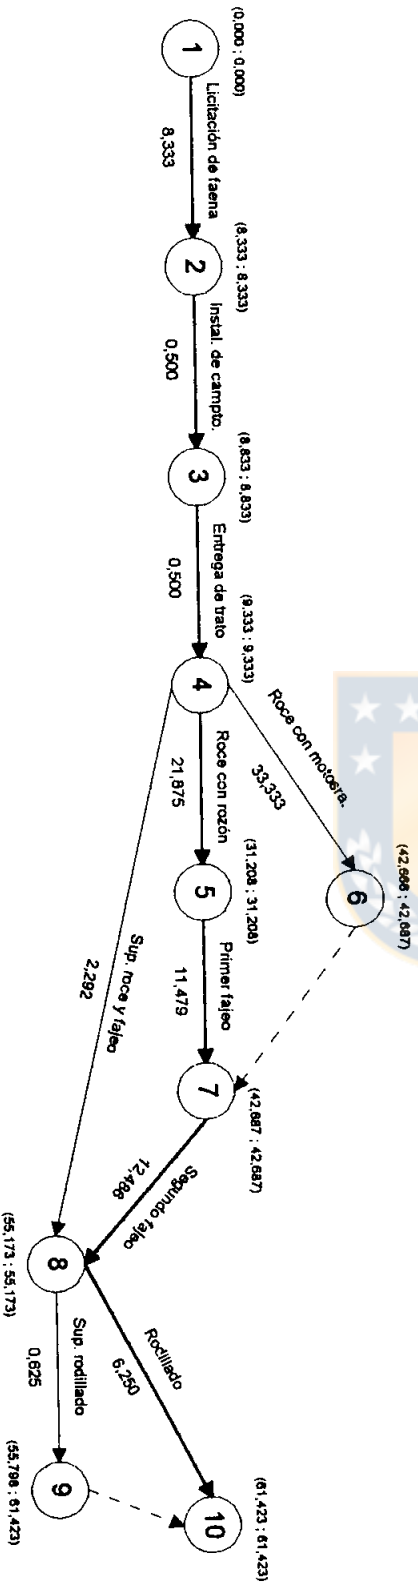 (0,000 ; 0,000)
1
Licitación de faena
8,333
(8,333 ; 8,333)
2
Instal. de campto.
0,500
(8,833 ; 8,833)
3
Entrega de trato
0,500
(9,333 ; 9,333)
4
Roce con motosra.
33,333
(42,666 ; 42,687)
6
Roce con rozón
21,875
(31,208 ; 31,208)
5
Primer fajeo
11,479
(42,687 ; 42,687)
7
Sup. roce y fajeo
2,292
Segundo fajeo
12,486
(55,173 ; 55,173)
8
Rodillado
6,250
(61,423 ; 61,423)
10
Sup. rodillado
0,625
(55,798 ; 61,423)
9